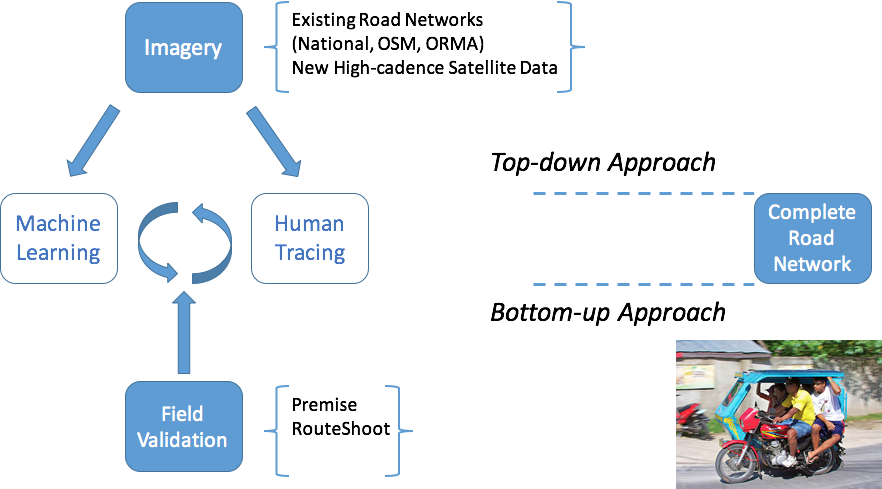 Imagery
Existing Road Networks
(National, OSM, ORMA)
New High-cadence Satellite Data
Top-down Approach
Machine
Learning
Human
Tracing
Complete
Road
Network
Bottom-up Approach
Field
Validation
Premise
RouteShoot